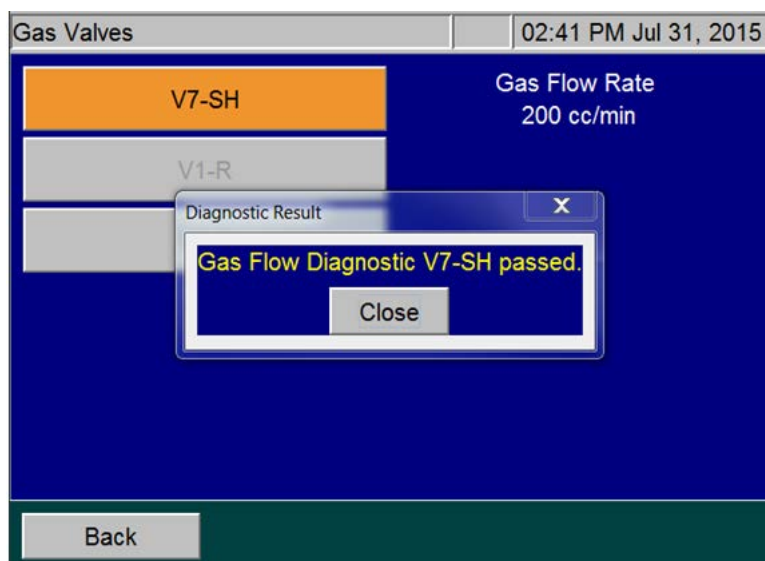 Gas Valves
02:41 PM Jul 31, 2015
V7-SH
Gas Flow Rate
200 cc/min
V1-R
Diagnostic Result
X
Gas Flow Diagnostic V7-SH passed.
Close
Back